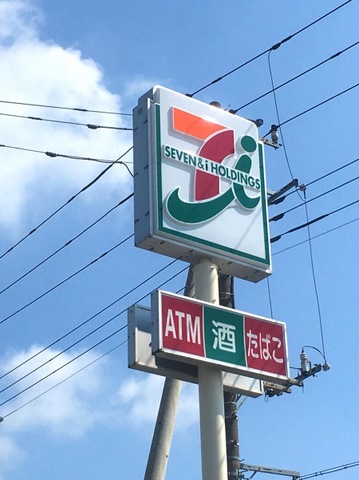 SEVEN&i HOLDINGS
ATM 酒 たばこ